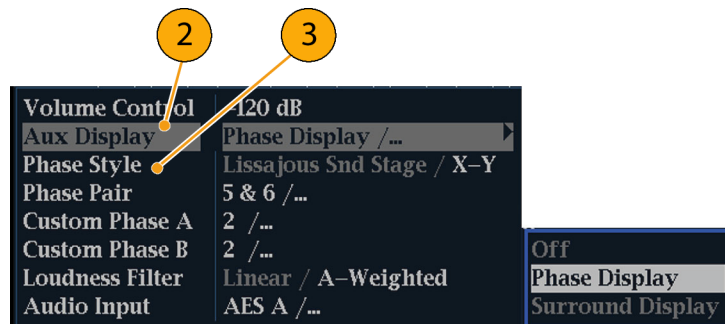 2 3
Volume Control -120 dB
Aux Display Phase Display /...
Phase Style Lissajous Snd Stage / X-Y
Phase Pair 5 & 6 /...
Custom Phase A 2 /...
Custom Phase B 2 /...
Loudness Filter Linear / A-Weighted
Audio Input AES A /...
Off
Phase Display
Surround Display